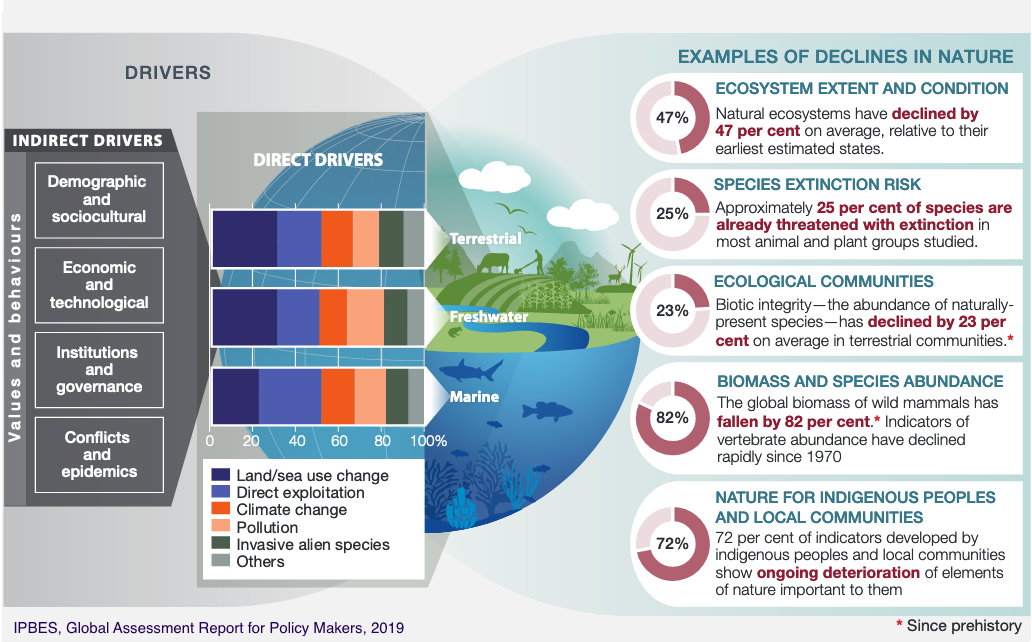 DRIVERS
EXAMPLES OF DECLINES IN NATURE
INDIRECT DRIVERS
Values and behaviours
Demographic
and
sociocultural
Economic
and
technological
Institutions
and
governance
Conflicts
and
epidemics
DIRECT DRIVERS
Terrestrial
Freshwater
Marine
0 20 40 60 80 100%
Land/sea use change
Direct exploitation
Climate change
Pollution
Invasive alien species
Others
47%
ECOSYSTEM EXTENT AND CONDITION
Natural ecosystems have declined by
47 per cent on average, relative to their
earliest estimated states.
25%
SPECIES EXTINCTION RISK
Approximately 25 per cent of species are
already threatened with extinction in
most animal and plant groups studied.
23%
ECOLOGICAL COMMUNITIES
Biotic integrity—the abundance of naturally-
present species—has declined by 23 per
cent on average in terrestrial communities.*
82%
BIOMASS AND SPECIES ABUNDANCE
The global biomass of wild mammals has
fallen by 82 per cent.* Indicators of
vertebrate abundance have declined
rapidly since 1970
72%
NATURE FOR INDIGENOUS PEOPLES
AND LOCAL COMMUNITIES
72 per cent of indicators developed by
indigenous peoples and local communities
show ongoing deterioration of elements
of nature important to them
IPBES, Global Assessment Report for Policy Makers, 2019
* Since prehistory